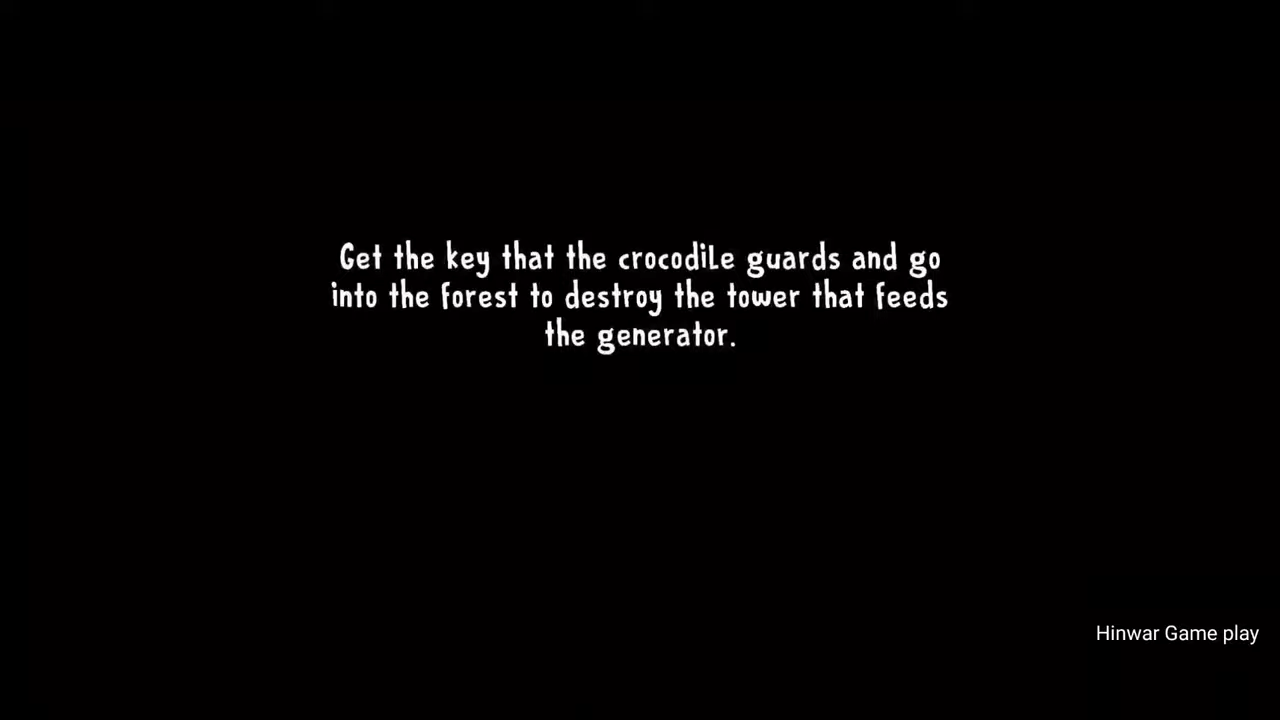 Get the key that the crocodile guards and go
into the forest to destroy the tower that feeds
the generator.
Hinwar Game play